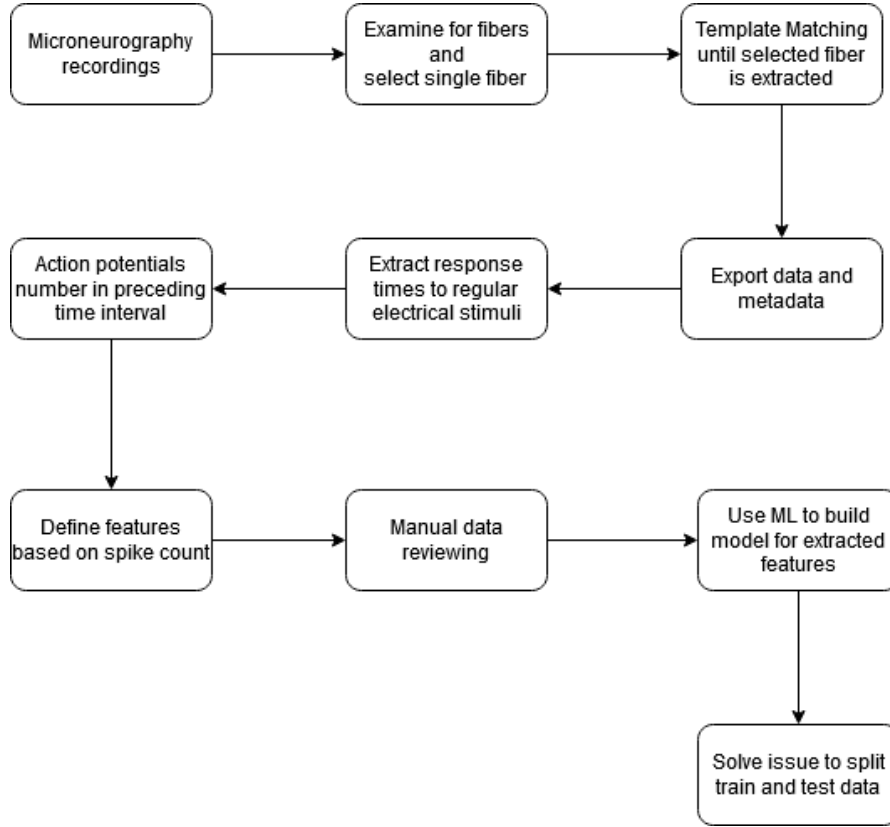 Microneurography
recordings
Examine for fibers
and
select single fiber
Template Matching
until selected fiber
is extracted
Export data and
metadata
Extract response
times to regular
electrical stimuli
Action potentials
number in preceding
time interval
Define features
based on spike count
Manual data
reviewing
Use ML to build
model for extracted
features
Solve issue to split
train and test data